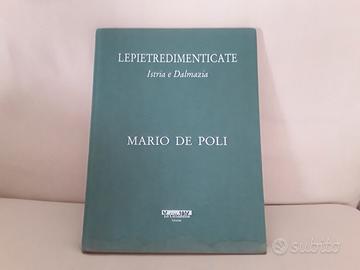 LEPIETREDIMENTICATE
Istria e Dalmazia
MARIO DE POLI
subito